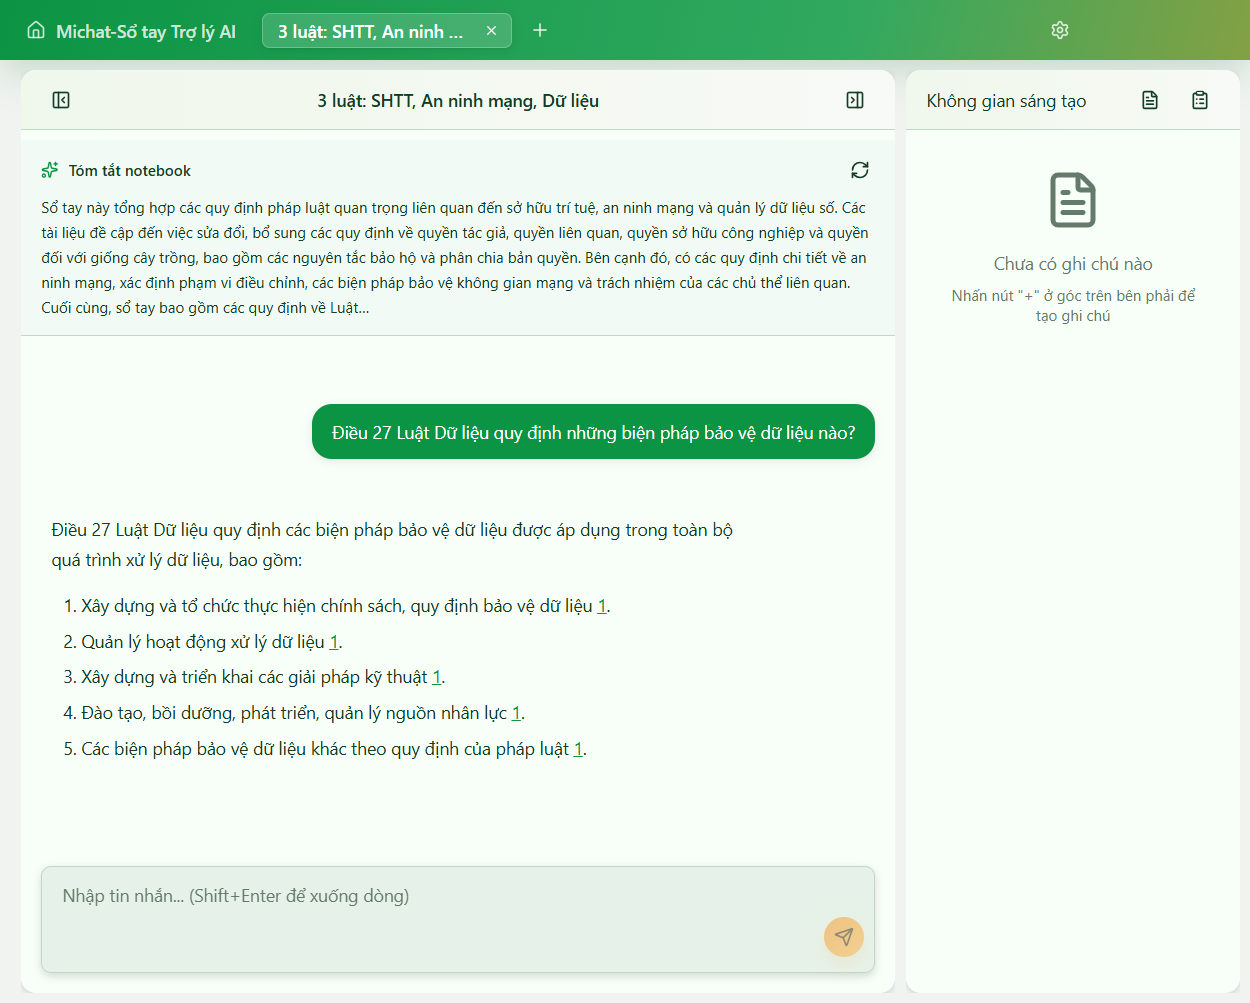 Michat-Sổ tay Trợ lý AI
3 luật: SHTT, An ninh ...
3 luật: SHTT, An ninh mạng, Dữ liệu
Tóm tắt notebook
Sổ tay này tổng hợp các quy định pháp luật quan trọng liên quan đến sở hữu trí tuệ, an ninh mạng và quản lý dữ liệu số. Các
tài liệu đề cập đến việc sửa đổi, bổ sung các quy định về quyền tác giả, quyền liên quan, quyền sở hữu công nghiệp và quyền
đối với giống cây trồng, bao gồm các nguyên tắc bảo hộ và phân chia bản quyền. Bên cạnh đó, có các quy định chi tiết về an
ninh mạng, xác định phạm vi điều chỉnh, các biện pháp bảo vệ không gian mạng và trách nhiệm của các chủ thể liên quan.
Cuối cùng, sổ tay bao gồm các quy định về Luật...
Điều 27 Luật Dữ liệu quy định những biện pháp bảo vệ dữ liệu nào?
Điều 27 Luật Dữ liệu quy định các biện pháp bảo vệ dữ liệu được áp dụng trong toàn bộ
quá trình xử lý dữ liệu, bao gồm:
1. Xây dựng và tổ chức thực hiện chính sách, quy định bảo vệ dữ liệu 1.
2. Quản lý hoạt động xử lý dữ liệu 1.
3. Xây dựng và triển khai các giải pháp kỹ thuật 1.
4. Đào tạo, bồi dưỡng, phát triển, quản lý nguồn nhân lực 1.
5. Các biện pháp bảo vệ dữ liệu khác theo quy định của pháp luật 1.
Nhập tin nhắn... (Shift+Enter để xuống dòng)
Không gian sáng tạo
Chưa có ghi chú nào
Nhấn nút "+" ở góc trên bên phải để
tạo ghi chú